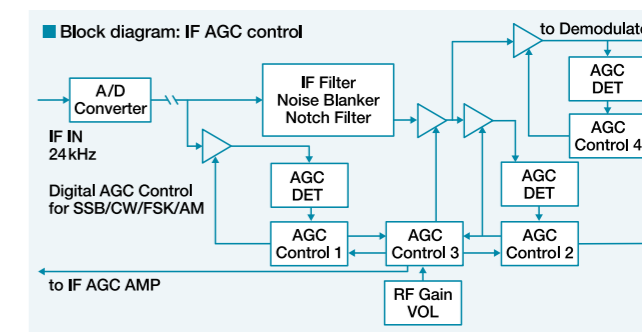 Block diagram: IF AGC control
to Demodulato
A/D
Converter
IF Filter
Noise Blanker
Notch Filter
AGC
DET
AGC
Control 4
IF IN
24kHz
Digital AGC Control
for SSB/CW/FSK/AM
AGC
DET
AGC
DET
AGC
Control 1
AGC
Control 3
AGC
Control 2
to IF AGC AMP
RF Gain
VOL